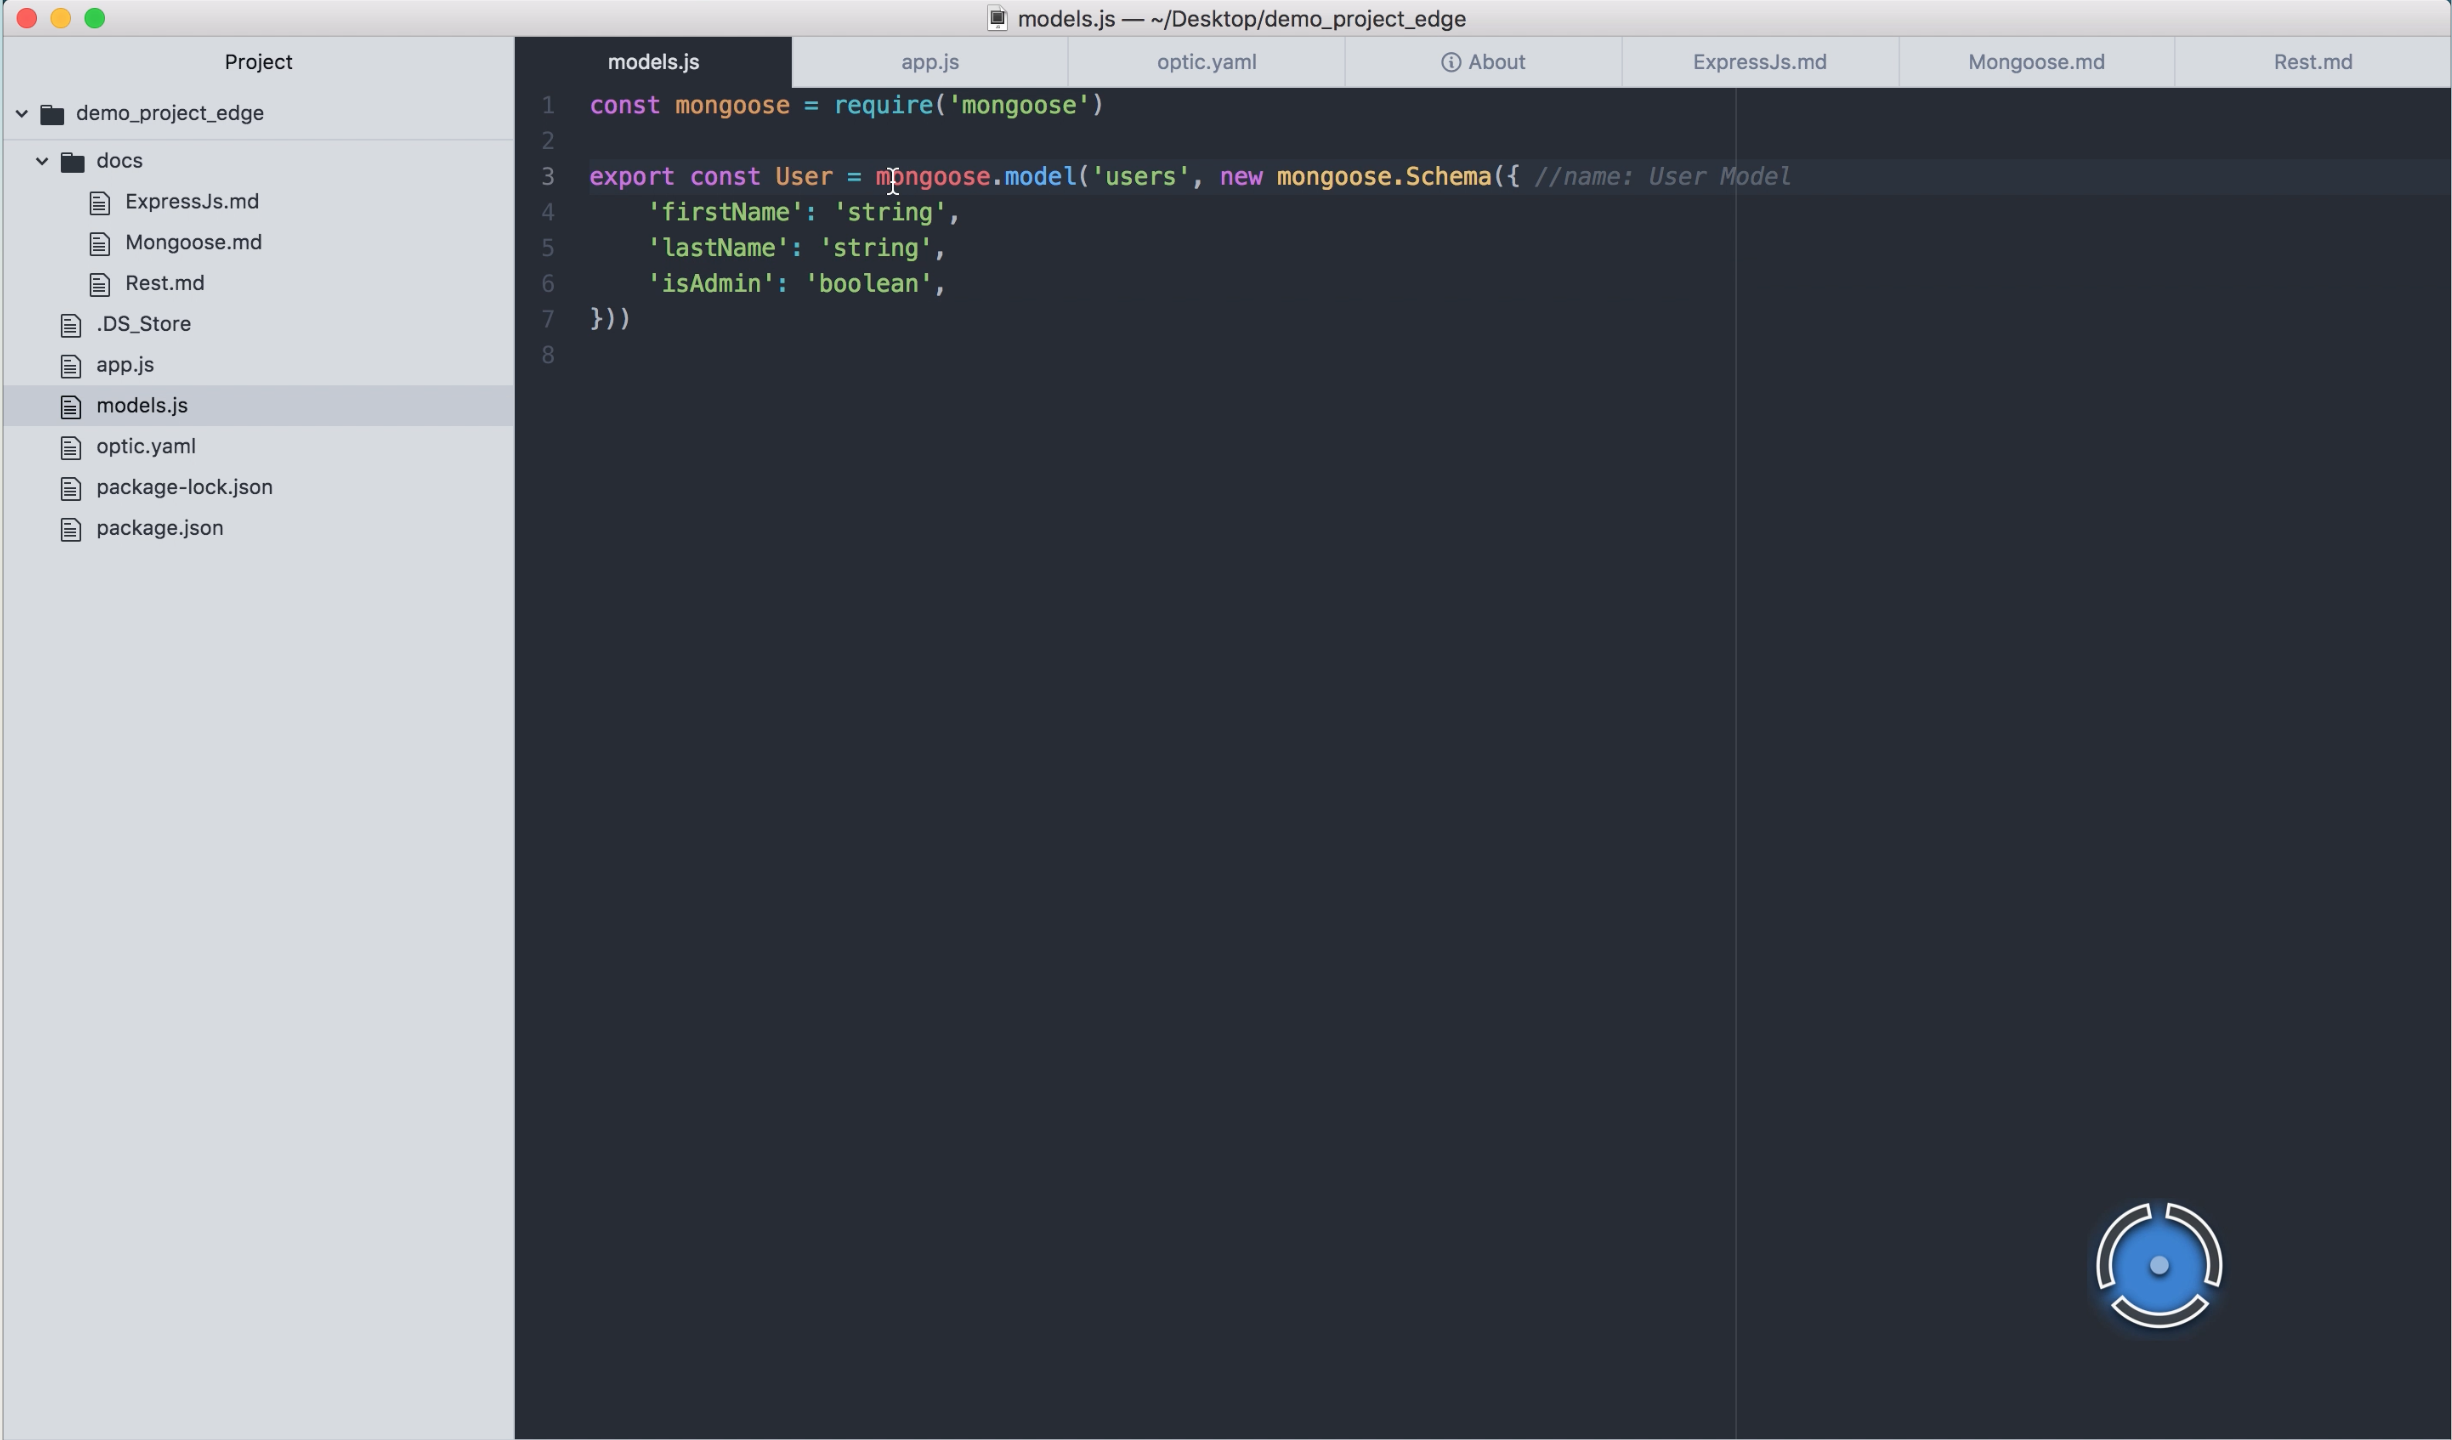 models.js — ~/Desktop/demo_project_edge
Project
models.js
app.js
optic.yaml
About
ExpressJs.md
Mongoose.md
Rest.md
demo_project_edge
docs
ExpressJs.md
Mongoose.md
Rest.md
.DS_Store
app.js
models.js
optic.yaml
package-lock.json
package.json
1 const mongoose = require('mongoose')
2
3 export const User = mongoose.model('users', new mongoose.Schema({ //name: User Model
4     'firstName': 'string',
5     'lastName': 'string',
6     'isAdmin': 'boolean',
7 }))
8